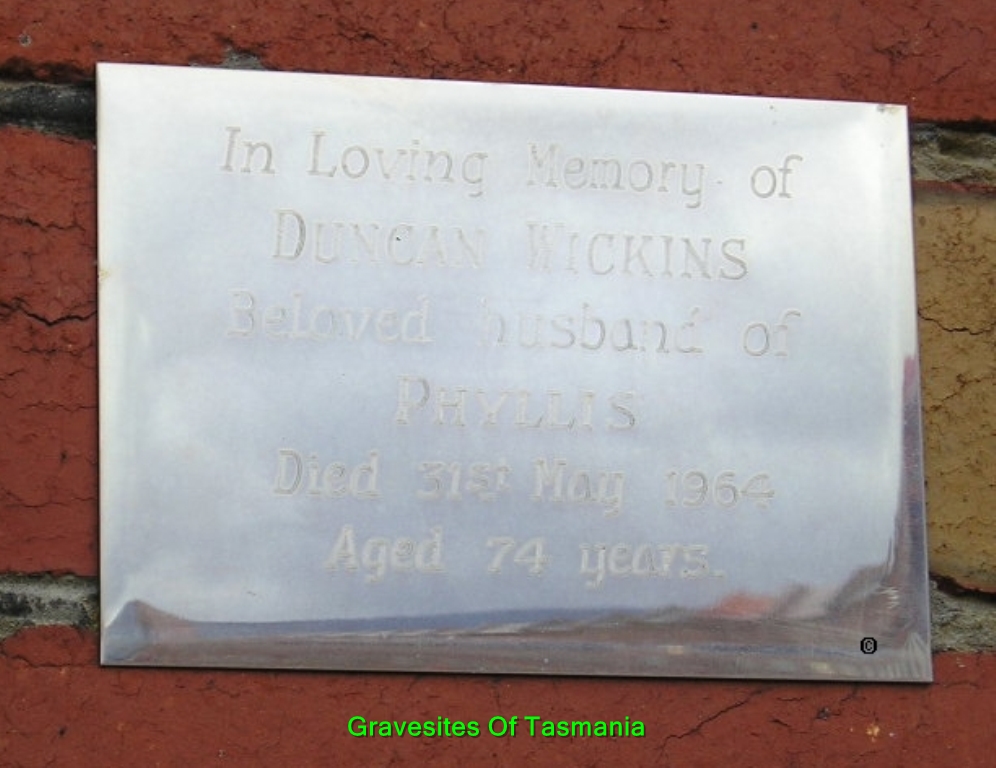 In Loving Memory of
DUNCAN WICKINS
Beloved husband of
PHYLLIS
Died 31st May 1964
Aged 74 years.
©
Gravesites Of Tasmania